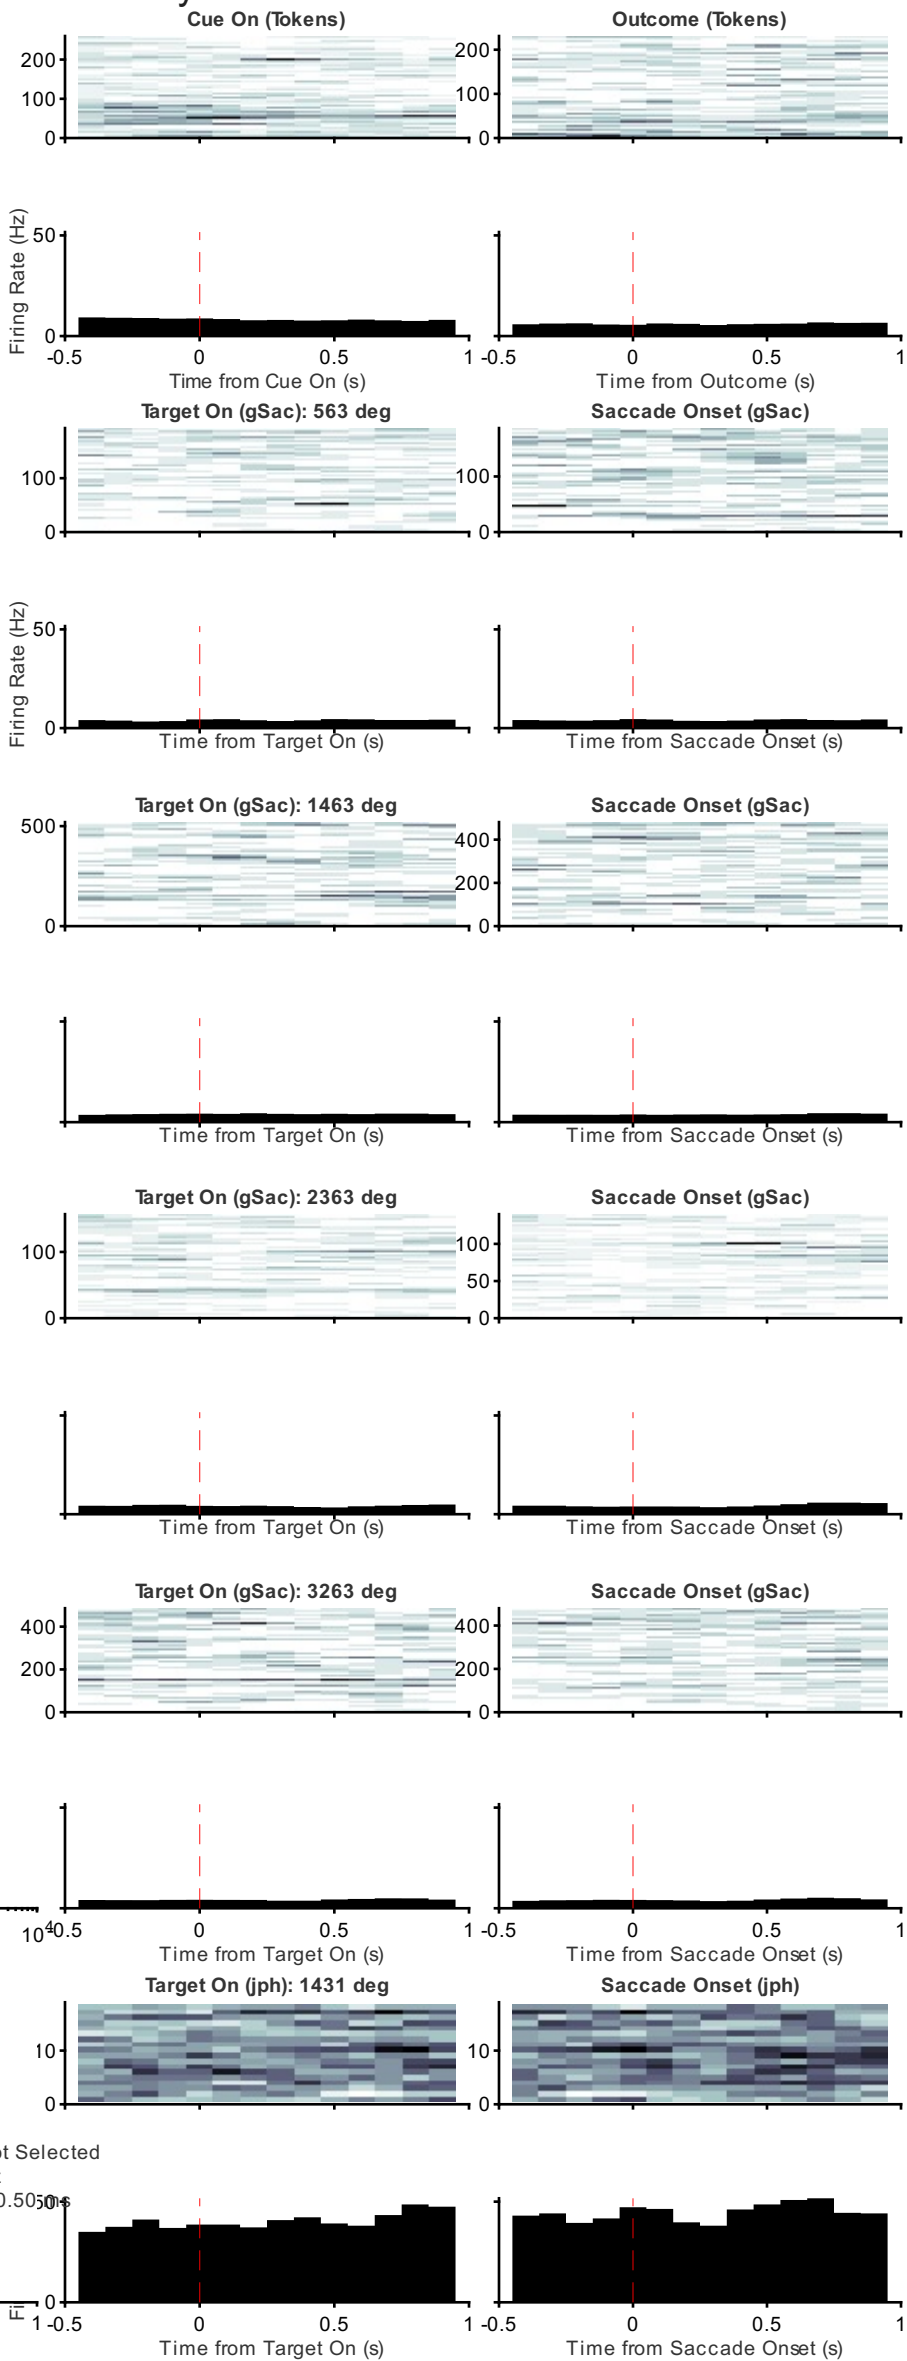 y
Cue On (Tokens) Outcome (Tokens)
200 200
100 100
0 0
Firing Rate (Hz)
50
0
-0.5 0 0.5 1 -0.5 0 0.5 1
Time from Cue On (s) Time from Outcome (s)
Target On (gSac): 563 deg Saccade Onset (gSac)
100 100
0 0
Firing Rate (Hz)
50
0
Time from Target On (s) Time from Saccade Onset (s)
Target On (gSac): 1463 deg Saccade Onset (gSac)
500 400
200
0 0
Time from Target On (s) Time from Saccade Onset (s)
Target On (gSac): 2363 deg Saccade Onset (gSac)
100 100
50
0 0
Time from Target On (s) Time from Saccade Onset (s)
Target On (gSac): 3263 deg Saccade Onset (gSac)
400 400
200 200
0 0
10⁴ -0.5 0 0.5 1 -0.5 0 0.5 1
Time from Target On (s) Time from Saccade Onset (s)
Target On (jph): 1431 deg Saccade Onset (jph)
10
0 0
ot Selected
0.50 ms
50
0
Fi
1 -0.5 0 0.5 1 -0.5 0 0.5 1
Time from Target On (s) Time from Saccade Onset (s)